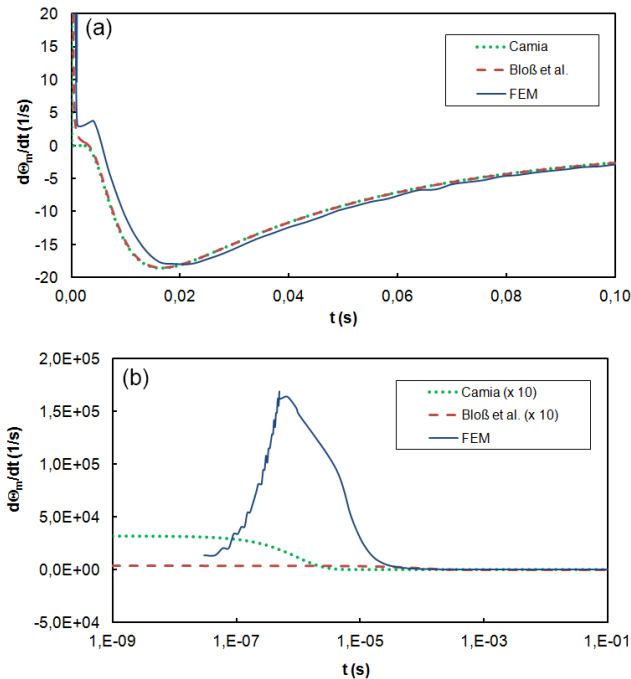 (a)
dΘm/dt (1/s)
20
15
10
5
0
-5
-10
-15
-20
Camia
Bloß et al.
FEM
0,00
0,02
0,04
0,06
0,08
0,10
t (s)
(b)
dΘm/dt (1/s)
2,0E+05
1,5E+05
1,0E+05
5,0E+04
0,0E+00
-5,0E+04
Camia (x 10)
Bloß et al. (x 10)
FEM
1,E-09
1,E-07
1,E-05
1,E-03
1,E-01
t (s)